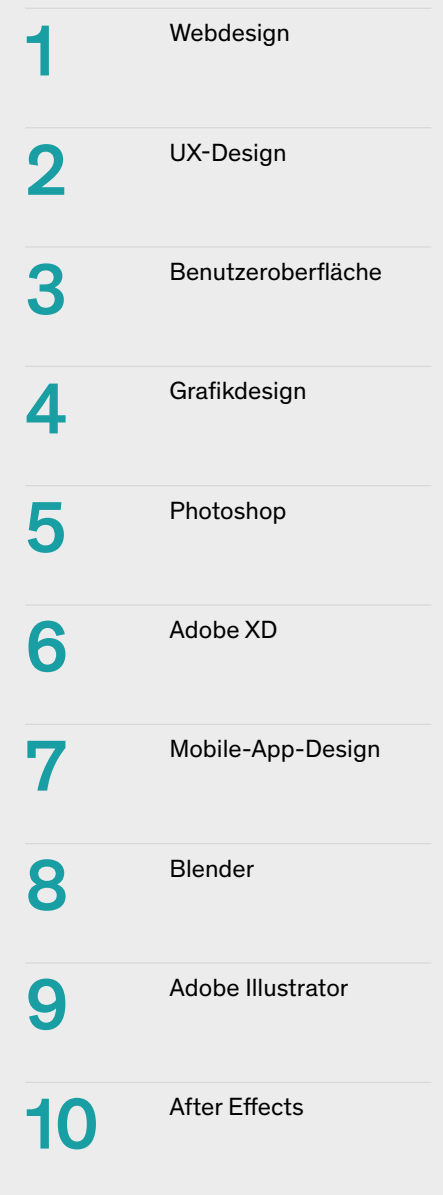 1 Webdesign
2 UX-Design
3 Benutzeroberfläche
4 Grafikdesign
5 Photoshop
6 Adobe XD
7 Mobile-App-Design
8 Blender
9 Adobe Illustrator
10 After Effects